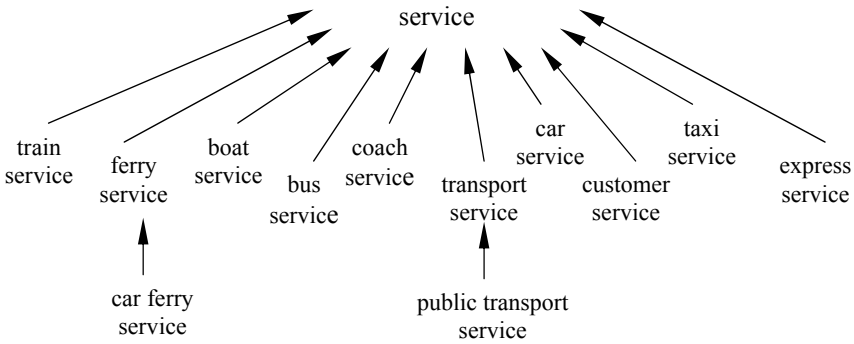 service
train
service
ferry
service
boat
service
bus
service
coach
service
transport
service
car
service
customer
service
taxi
service
express
service
car ferry
service
public transport
service